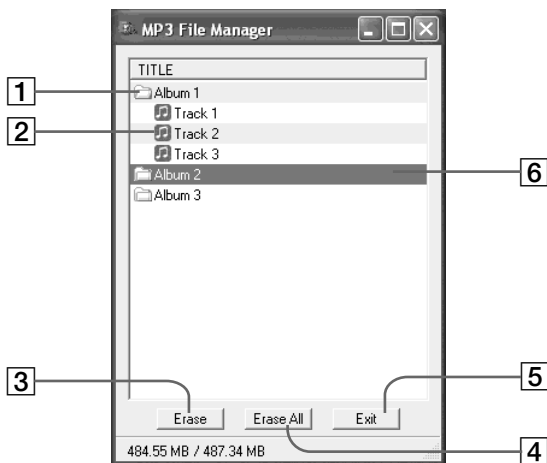 MP3 File Manager
TITLE
1
Album 1
Track 1
2
Track 2
Track 3
Album 2
6
Album 3
3
5
Erase
Erase All
Exit
4
484.55 MB / 487.34 MB